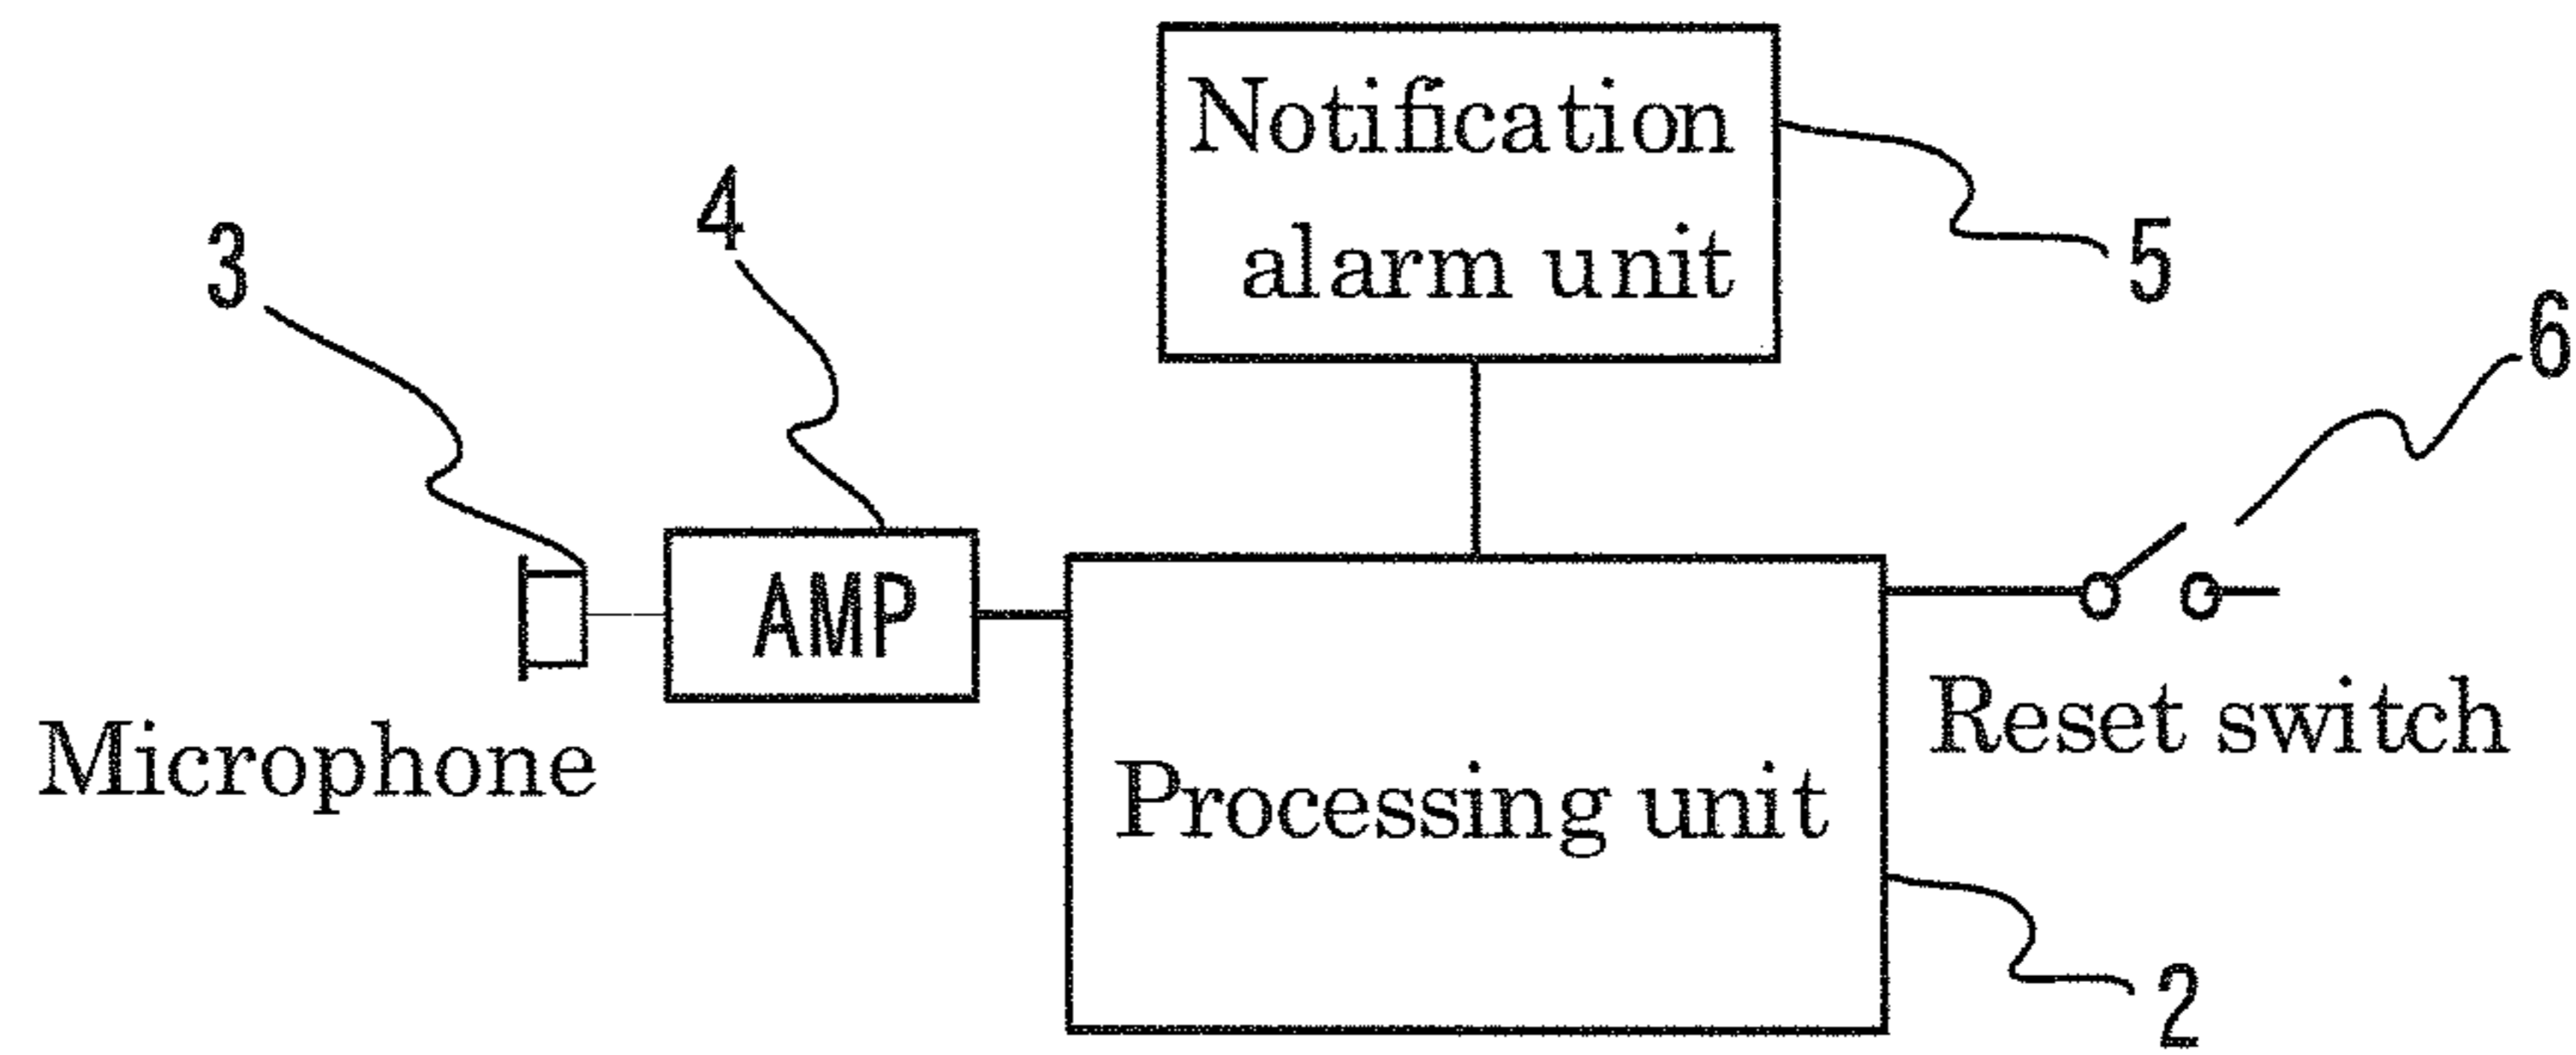 Notification
alarm unit
5
4
3
6
AMP
Reset switch
Microphone
Processing unit
2